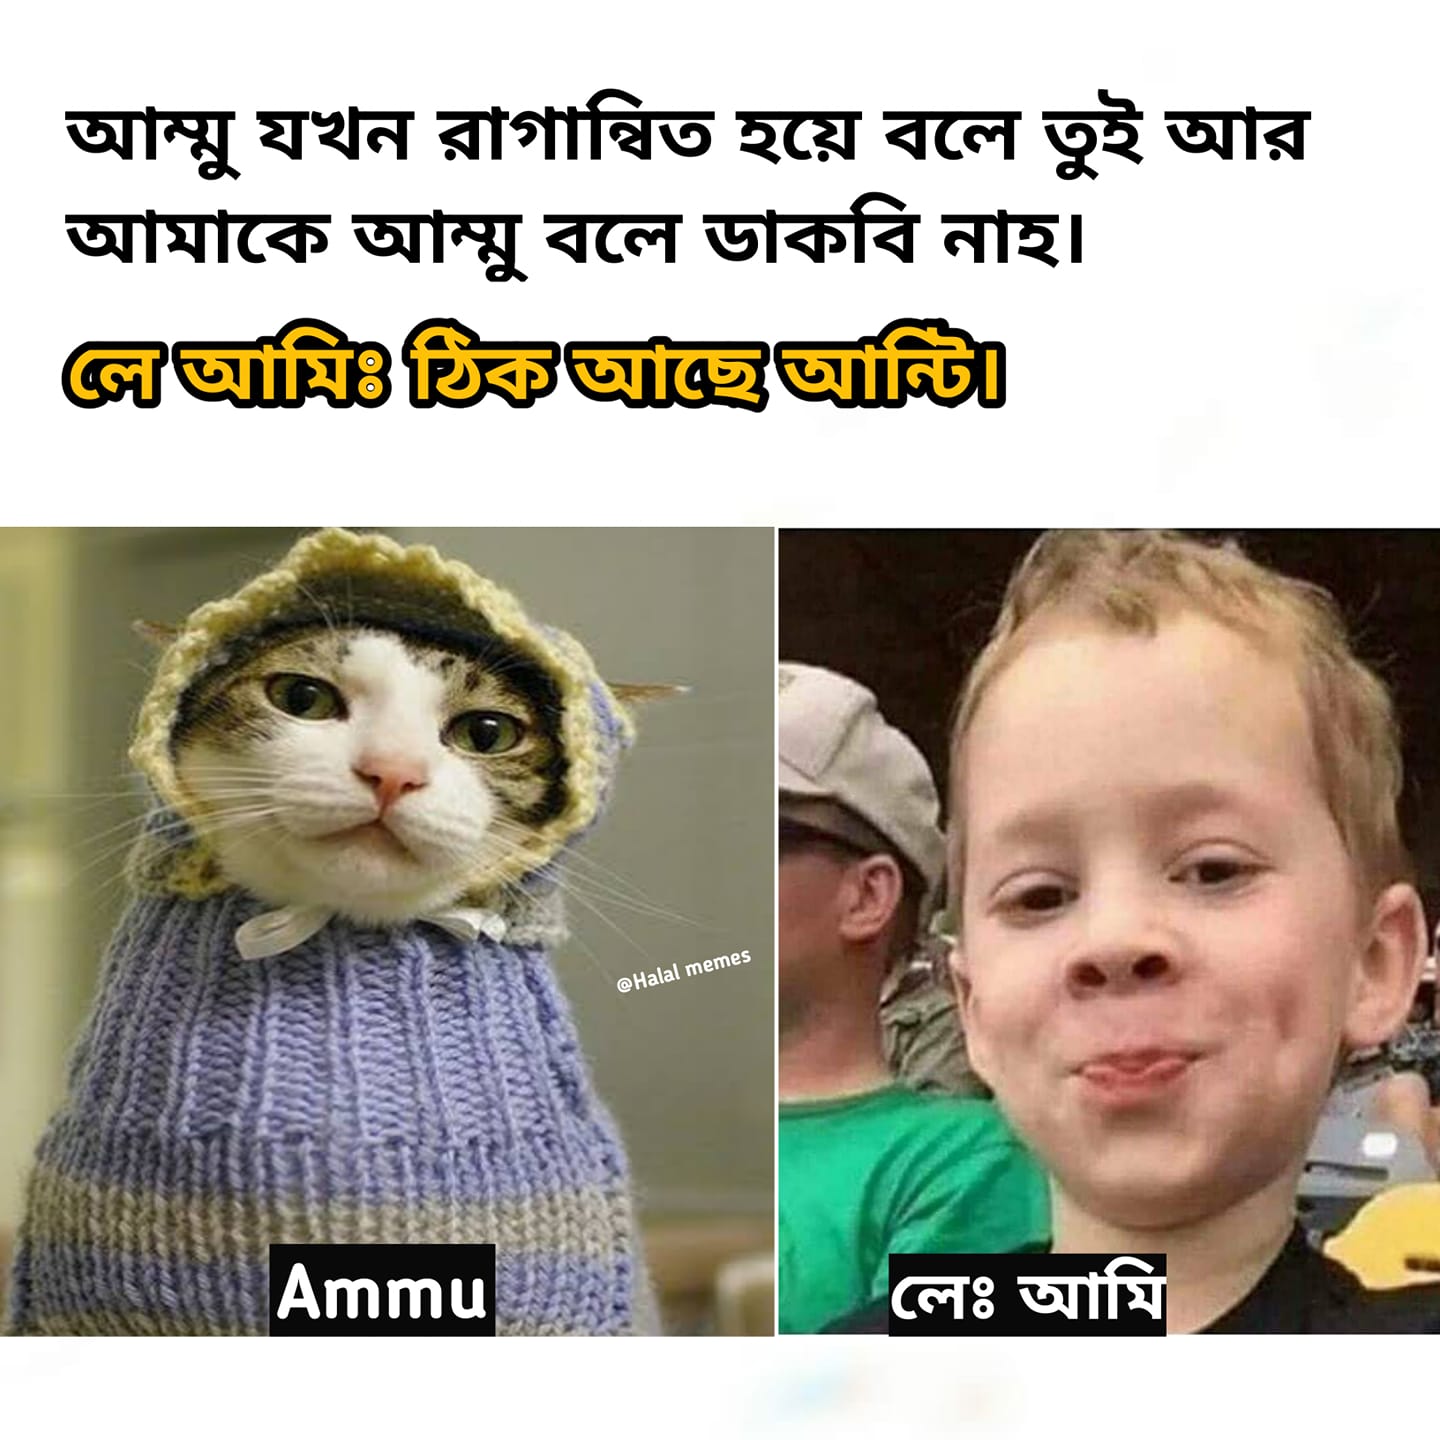 আম্মু যখন রাগান্বিত হয়ে বলে তুই আর
আমাকে আম্মু বলে ডাকবি নাহ।
লে আমিঃ ঠিক আছে আন্টি।
@Halal memes
Ammu
লেঃ আমি